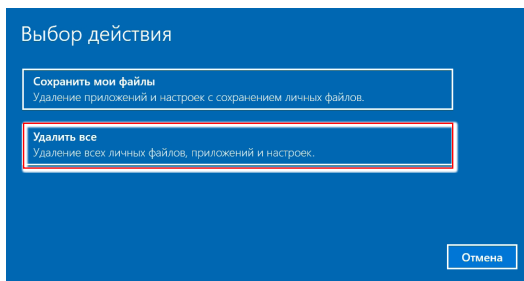 Выбор действия
Сохранить мои файлы
Удаление приложений и настроек с сохранением личных файлов.
Удалить все
Удаление всех личных файлов, приложений и настроек.
Отмена